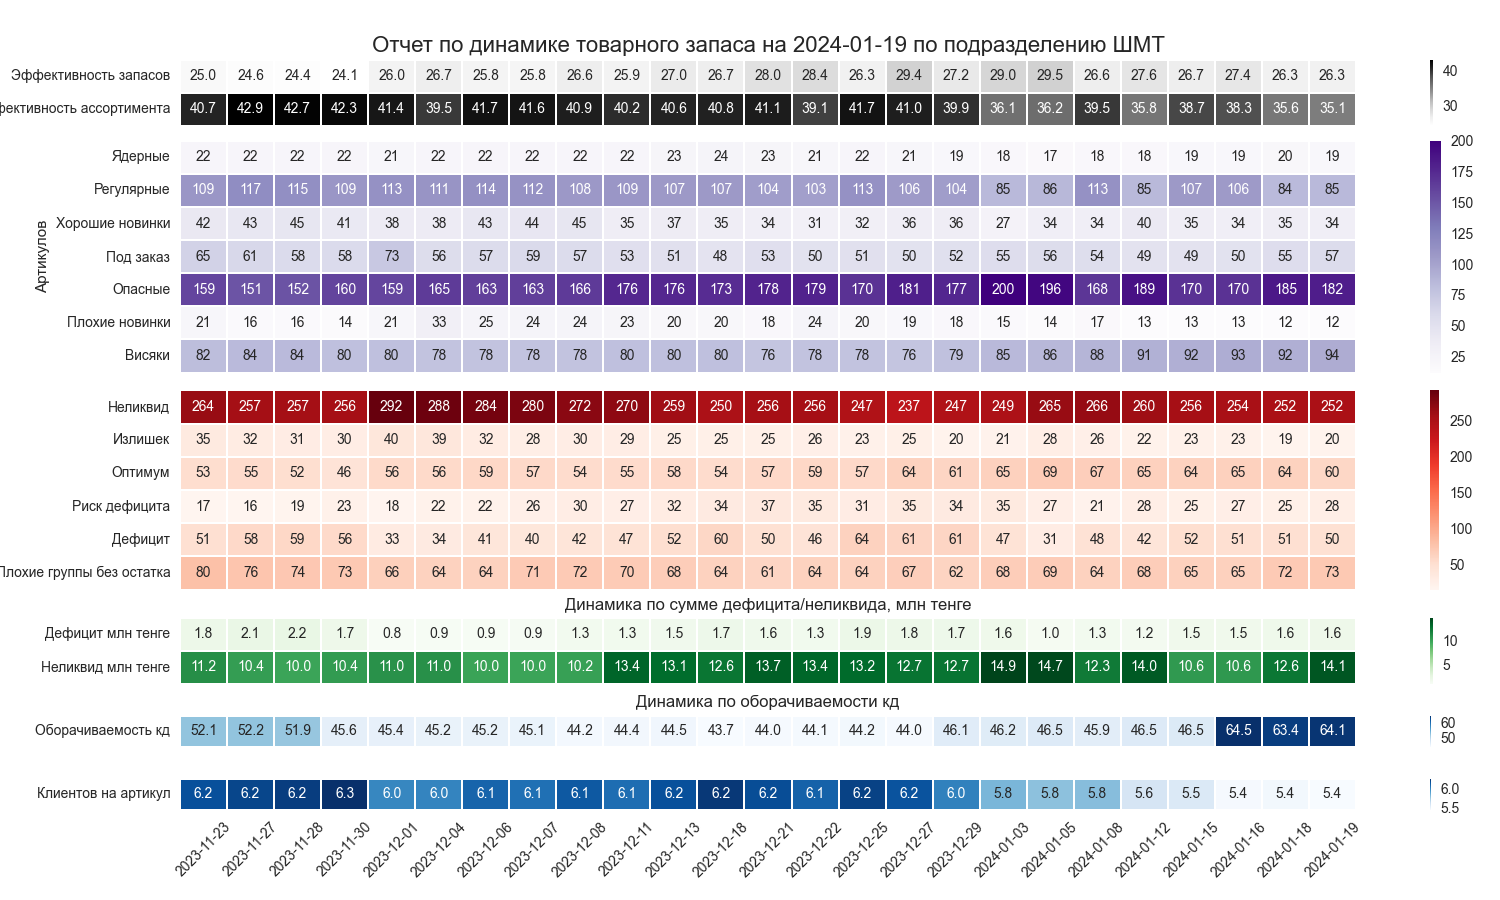 Отчет по динамике товарного запаса на 2024-01-19 по подразделению ШМТ
Эффективность запасов 25.0 24.6 24.4 24.1 26.0 26.7 25.8 25.8 26.6 25.9 27.0 26.7 28.0 28.4 26.3 29.4 27.2 29.0 29.5 26.6 27.6 26.7 27.4 26.3 26.3 40
фективность ассортимента 40.7 42.9 42.7 42.3 41.4 39.5 41.7 41.6 40.9 40.2 40.6 40.8 41.1 39.1 41.7 41.0 39.9 36.1 36.2 39.5 35.8 38.7 38.3 35.6 35.1 30
Артикулов
Ядерные 22 22 22 22 21 22 22 22 22 22 23 24 23 21 22 21 19 18 17 18 18 19 19 20 19 200
Регулярные 109 117 115 109 113 111 114 112 108 109 107 107 104 103 113 106 104 85 86 113 85 107 106 84 85 175
Хорошие новинки 42 43 45 41 38 38 43 44 45 35 37 35 34 31 32 36 36 27 34 34 40 35 34 35 34 150
125
Под заказ 65 61 58 58 73 56 57 59 57 53 51 48 53 50 51 50 52 55 56 54 49 49 50 55 57 100
Опасные 159 151 152 160 159 165 163 163 166 176 176 173 178 179 170 181 177 200 196 168 189 170 170 185 182 75
Плохие новинки 21 16 16 14 21 33 25 24 24 23 20 20 18 24 20 19 18 15 14 17 13 13 13 12 12 50
Висяки 82 84 84 80 80 78 78 78 78 80 80 80 76 78 78 76 79 85 86 88 91 92 93 92 94 25
Неликвид 264 257 257 256 292 288 284 280 272 270 259 250 256 256 247 237 247 249 265 266 260 256 254 252 252 250
Излишек 35 32 31 30 40 39 32 28 30 29 25 25 25 26 23 25 20 21 28 26 22 23 23 19 20 200
Оптимум 53 55 52 46 56 56 59 57 54 55 58 54 57 59 57 64 61 65 69 67 65 64 65 64 60
150
Риск дефицита 17 16 19 23 18 22 22 26 30 27 32 34 37 35 31 35 34 35 27 21 28 25 27 25 28
Дефицит 51 58 59 56 33 34 41 40 42 47 52 60 50 46 64 61 61 47 31 48 42 52 51 51 50 100
Плохие группы без остатка 80 76 74 73 66 64 64 71 72 70 68 64 61 64 64 67 62 68 69 64 68 65 65 72 73 50
Динамика по сумме дефицита/неликвида, млн тенге
Дефицит млн тенге 1.8 2.1 2.2 1.7 0.8 0.9 0.9 0.9 1.3 1.3 1.5 1.7 1.6 1.3 1.9 1.8 1.7 1.6 1.0 1.3 1.2 1.5 1.5 1.6 1.6 10
Неликвид млн тенге 11.2 10.4 10.0 10.4 11.0 11.0 10.0 10.0 10.2 13.4 13.1 12.6 13.7 13.4 13.2 12.7 12.7 14.9 14.7 12.3 14.0 10.6 10.6 12.6 14.1 5
Динамика по оборачиваемости кд
Оборачиваемость кд 52.1 52.2 51.9 45.6 45.4 45.2 45.2 45.1 44.2 44.4 44.5 43.7 44.0 44.1 44.2 44.0 46.1 46.2 46.5 45.9 46.5 46.5 64.5 63.4 64.1 60
50
Клиентов на артикул 6.2 6.2 6.2 6.3 6.0 6.0 6.1 6.1 6.1 6.1 6.2 6.2 6.2 6.1 6.2 6.2 6.0 5.8 5.8 5.8 5.6 5.5 5.4 5.4 5.4 6.0
5.5
2023-11-23 2023-11-27 2023-11-28 2023-11-30 2023-12-01 2023-12-04 2023-12-06 2023-12-07 2023-12-08 2023-12-11 2023-12-13 2023-12-18 2023-12-21 2023-12-22 2023-12-25 2023-12-27 2023-12-29 2024-01-03 2024-01-05 2024-01-08 2024-01-12 2024-01-15 2024-01-16 2024-01-18 2024-01-19